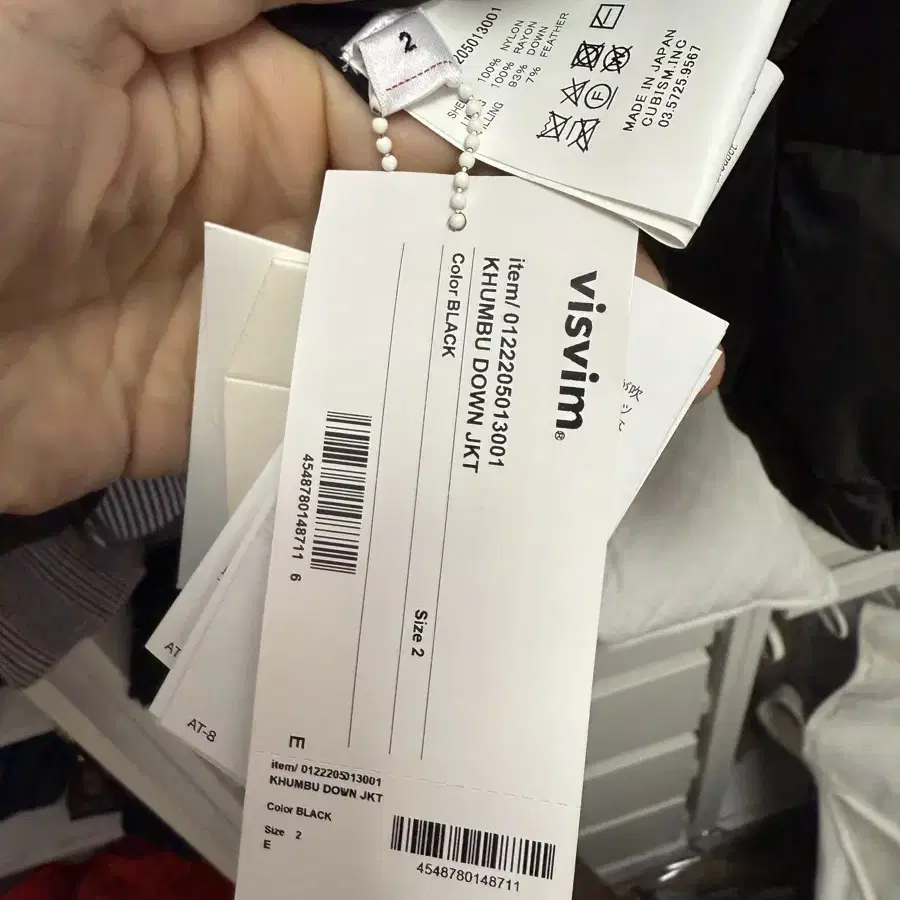 2
205013001
100% NYLON
100% RAYON
93% DOWN
7% FEATHER
MADE IN JAPAN
CUBISM.INC
03.5725.9567
visvim®
item/ 0122205013001
KHUMBU DOWN JKT
Color BLACK
Size 2
4548780148711 6
E
item/ 0122205013001
KHUMBU DOWN JKT
Color BLACK
Size 2
E
4548780148711
AT
AT-8